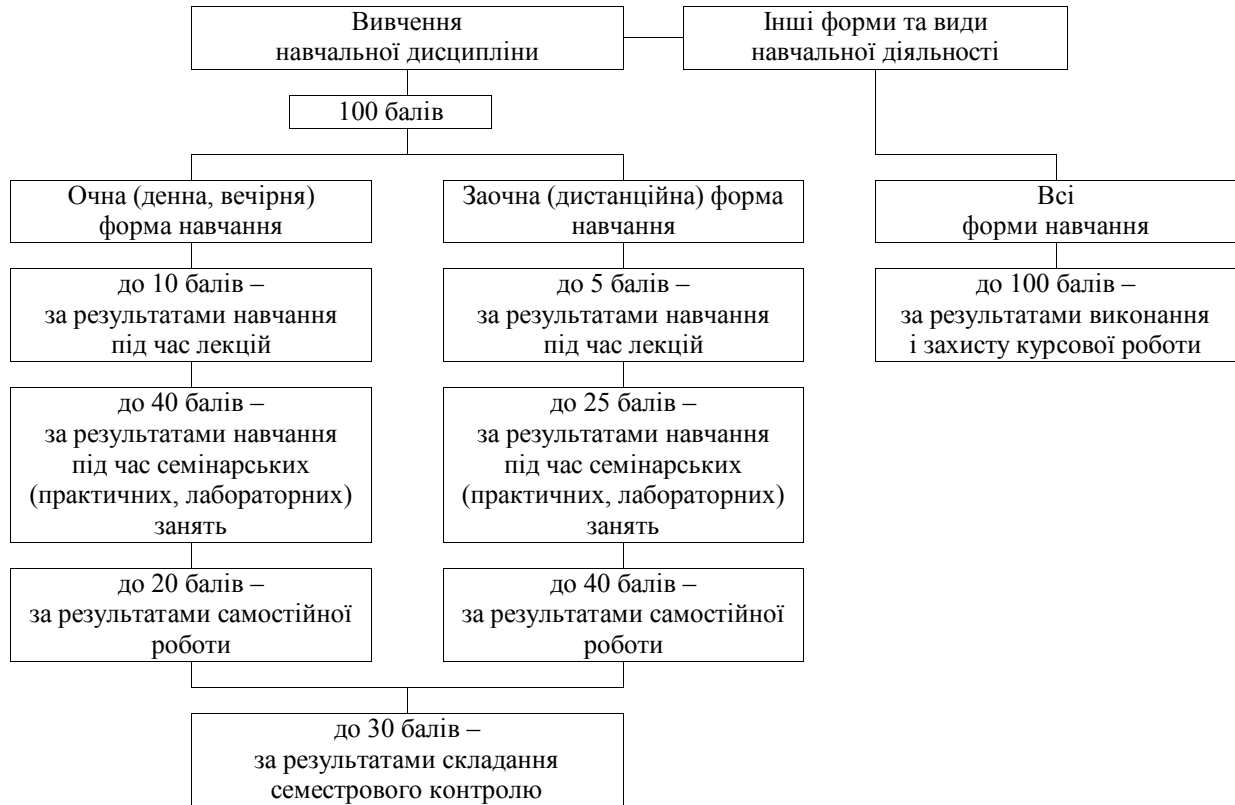 Вивчення
навчальної дисципліни
Інші форми та види
навчальної діяльності
100 балів
Очна (денна, вечірня)
форма навчання
Заочна (дистанційна) форма
навчання
Всі
форми навчання
до 10 балів –
за результатами навчання
під час лекцій
до 5 балів –
за результатами навчання
під час лекцій
до 100 балів –
за результатами виконання
і захисту курсової роботи
до 40 балів –
за результатами навчання
під час семінарських
(практичних, лабораторних)
занять
до 25 балів –
за результатами навчання
під час семінарських
(практичних, лабораторних)
занять
до 20 балів –
за результатами самостійної
роботи
до 40 балів –
за результатами самостійної
роботи
до 30 балів –
за результатами складання
семестрового контролю